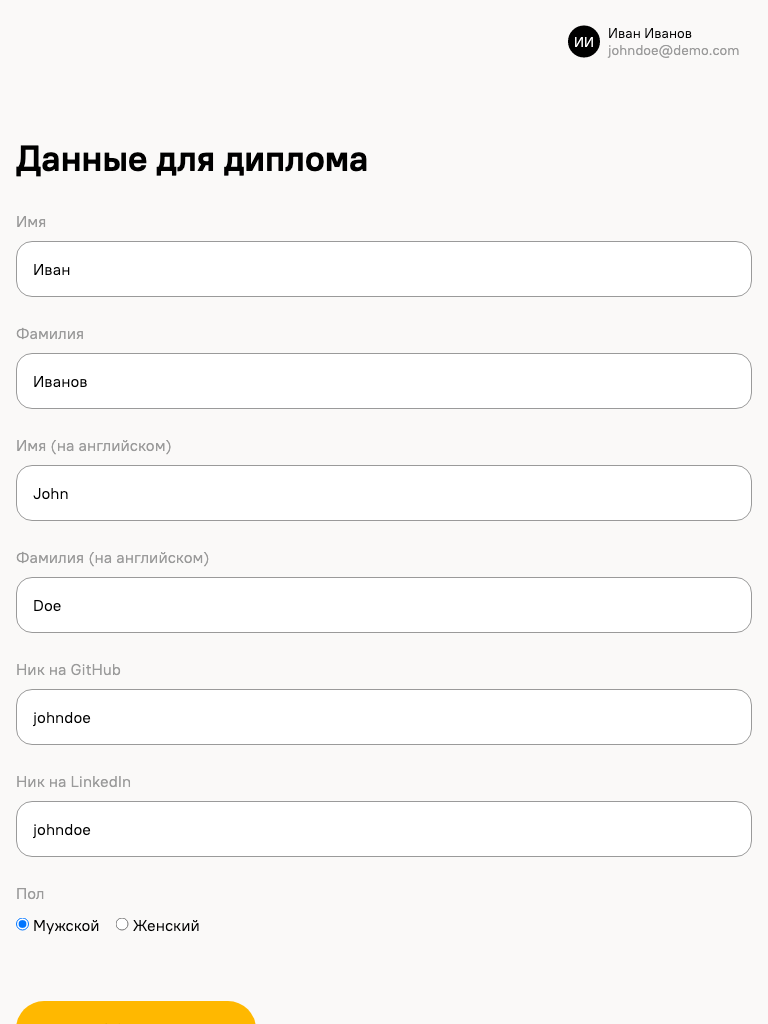 ИИ
Иван Иванов
johndoe@demo.com
Данные для диплома
Имя
Иван
Фамилия
Иванов
Имя (на английском)
John
Фамилия (на английском)
Doe
Ник на GitHub
johndoe
Ник на LinkedIn
johndoe
Пол
Мужской Женский